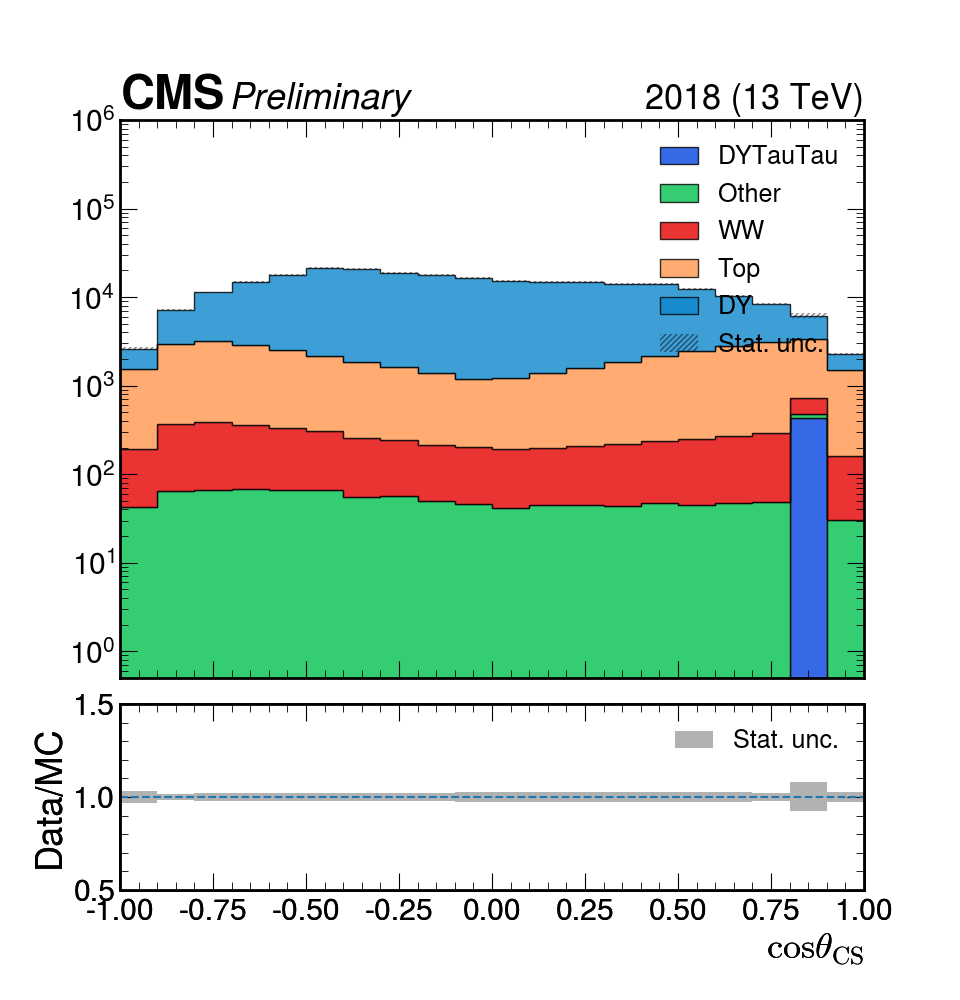 CMS Preliminary 2018 (13 TeV)
10^6
10^5
10^4
10^3
10^2
10^1
10^0
DYTauTau
Other
WW
Top
DY
Stat. unc.
Data/MC
1.5
1.0
0.5
Stat. unc.
-1.00 -0.75 -0.50 -0.25 0.00 0.25 0.50 0.75 1.00
cosθ_CS